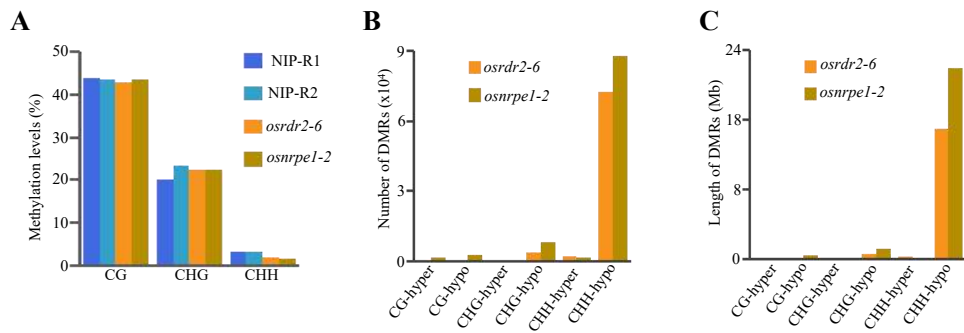 A
Methylation levels (%)
50
40
30
20
10
0
CG
CHG
CHH
NIP-R1
NIP-R2
osrdr2-6
osnrpe1-2
B
Number of DMRs (x10⁴)
9
6
3
0
osrdr2-6
osnrpe1-2
CG-hyper
CG-hypo
CHG-hyper
CHG-hypo
CHH-hyper
CHH-hypo
C
Length of DMRs (Mb)
24
18
8
0
osrdr2-6
osnrpe1-2
CG-hyper
CG-hypo
CHG-hyper
CHG-hypo
CHH-hyper
CHH-hypo